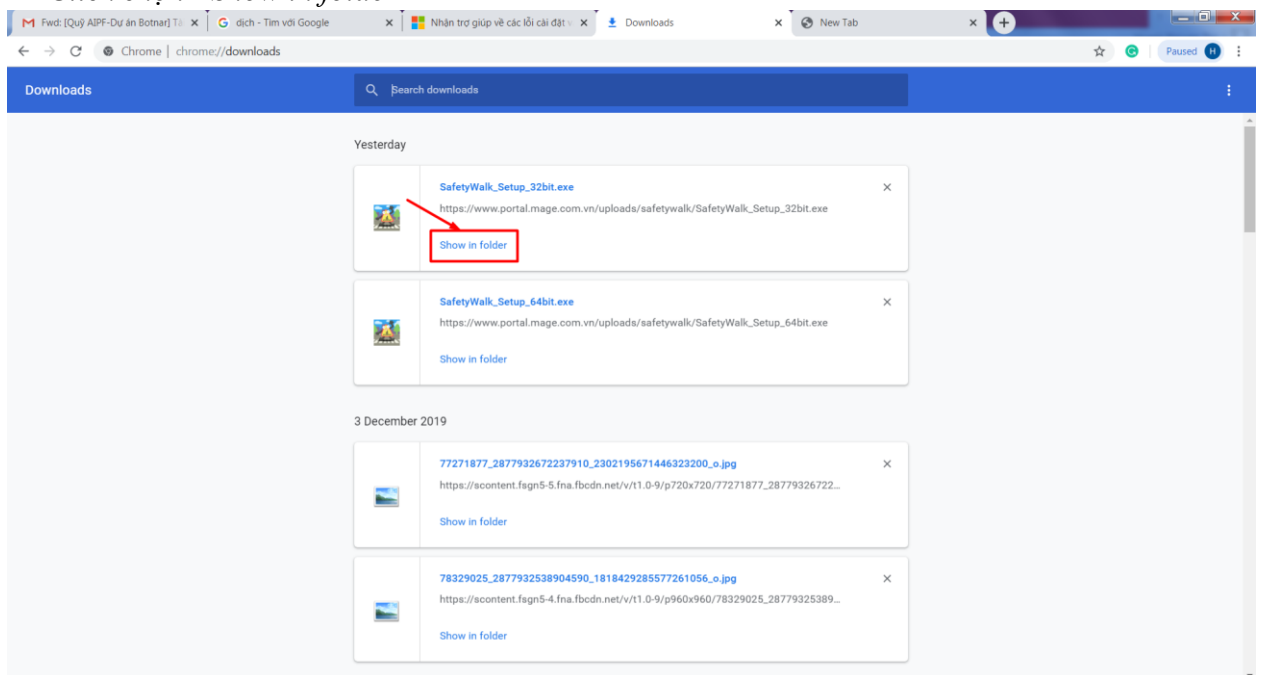 Fwd: [Quỹ AIPF-Dự án Botnar] Tà
dịch - Tìm với Google
Nhận trợ giúp về các lỗi cài đặt v
Downloads
New Tab
Chrome | chrome://downloads
Paused H
Downloads
Search downloads
Yesterday
SafetyWalk_Setup_32bit.exe
https://www.portal.mage.com.vn/uploads/safetywalk/SafetyWalk_Setup_32bit.exe
Show in folder
SafetyWalk_Setup_64bit.exe
https://www.portal.mage.com.vn/uploads/safetywalk/SafetyWalk_Setup_64bit.exe
Show in folder
3 December 2019
77271877_2877932672237910_2302195671446323200_o.jpg
https://scontent.fsgn5-5.fna.fbcdn.net/v/t1.0-9/p720x720/77271877_28779326722...
Show in folder
78329025_2877932538904590_1818429285577261056_o.jpg
https://scontent.fsgn5-4.fna.fbcdn.net/v/t1.0-9/p960x960/78329025_28779325389...
Show in folder